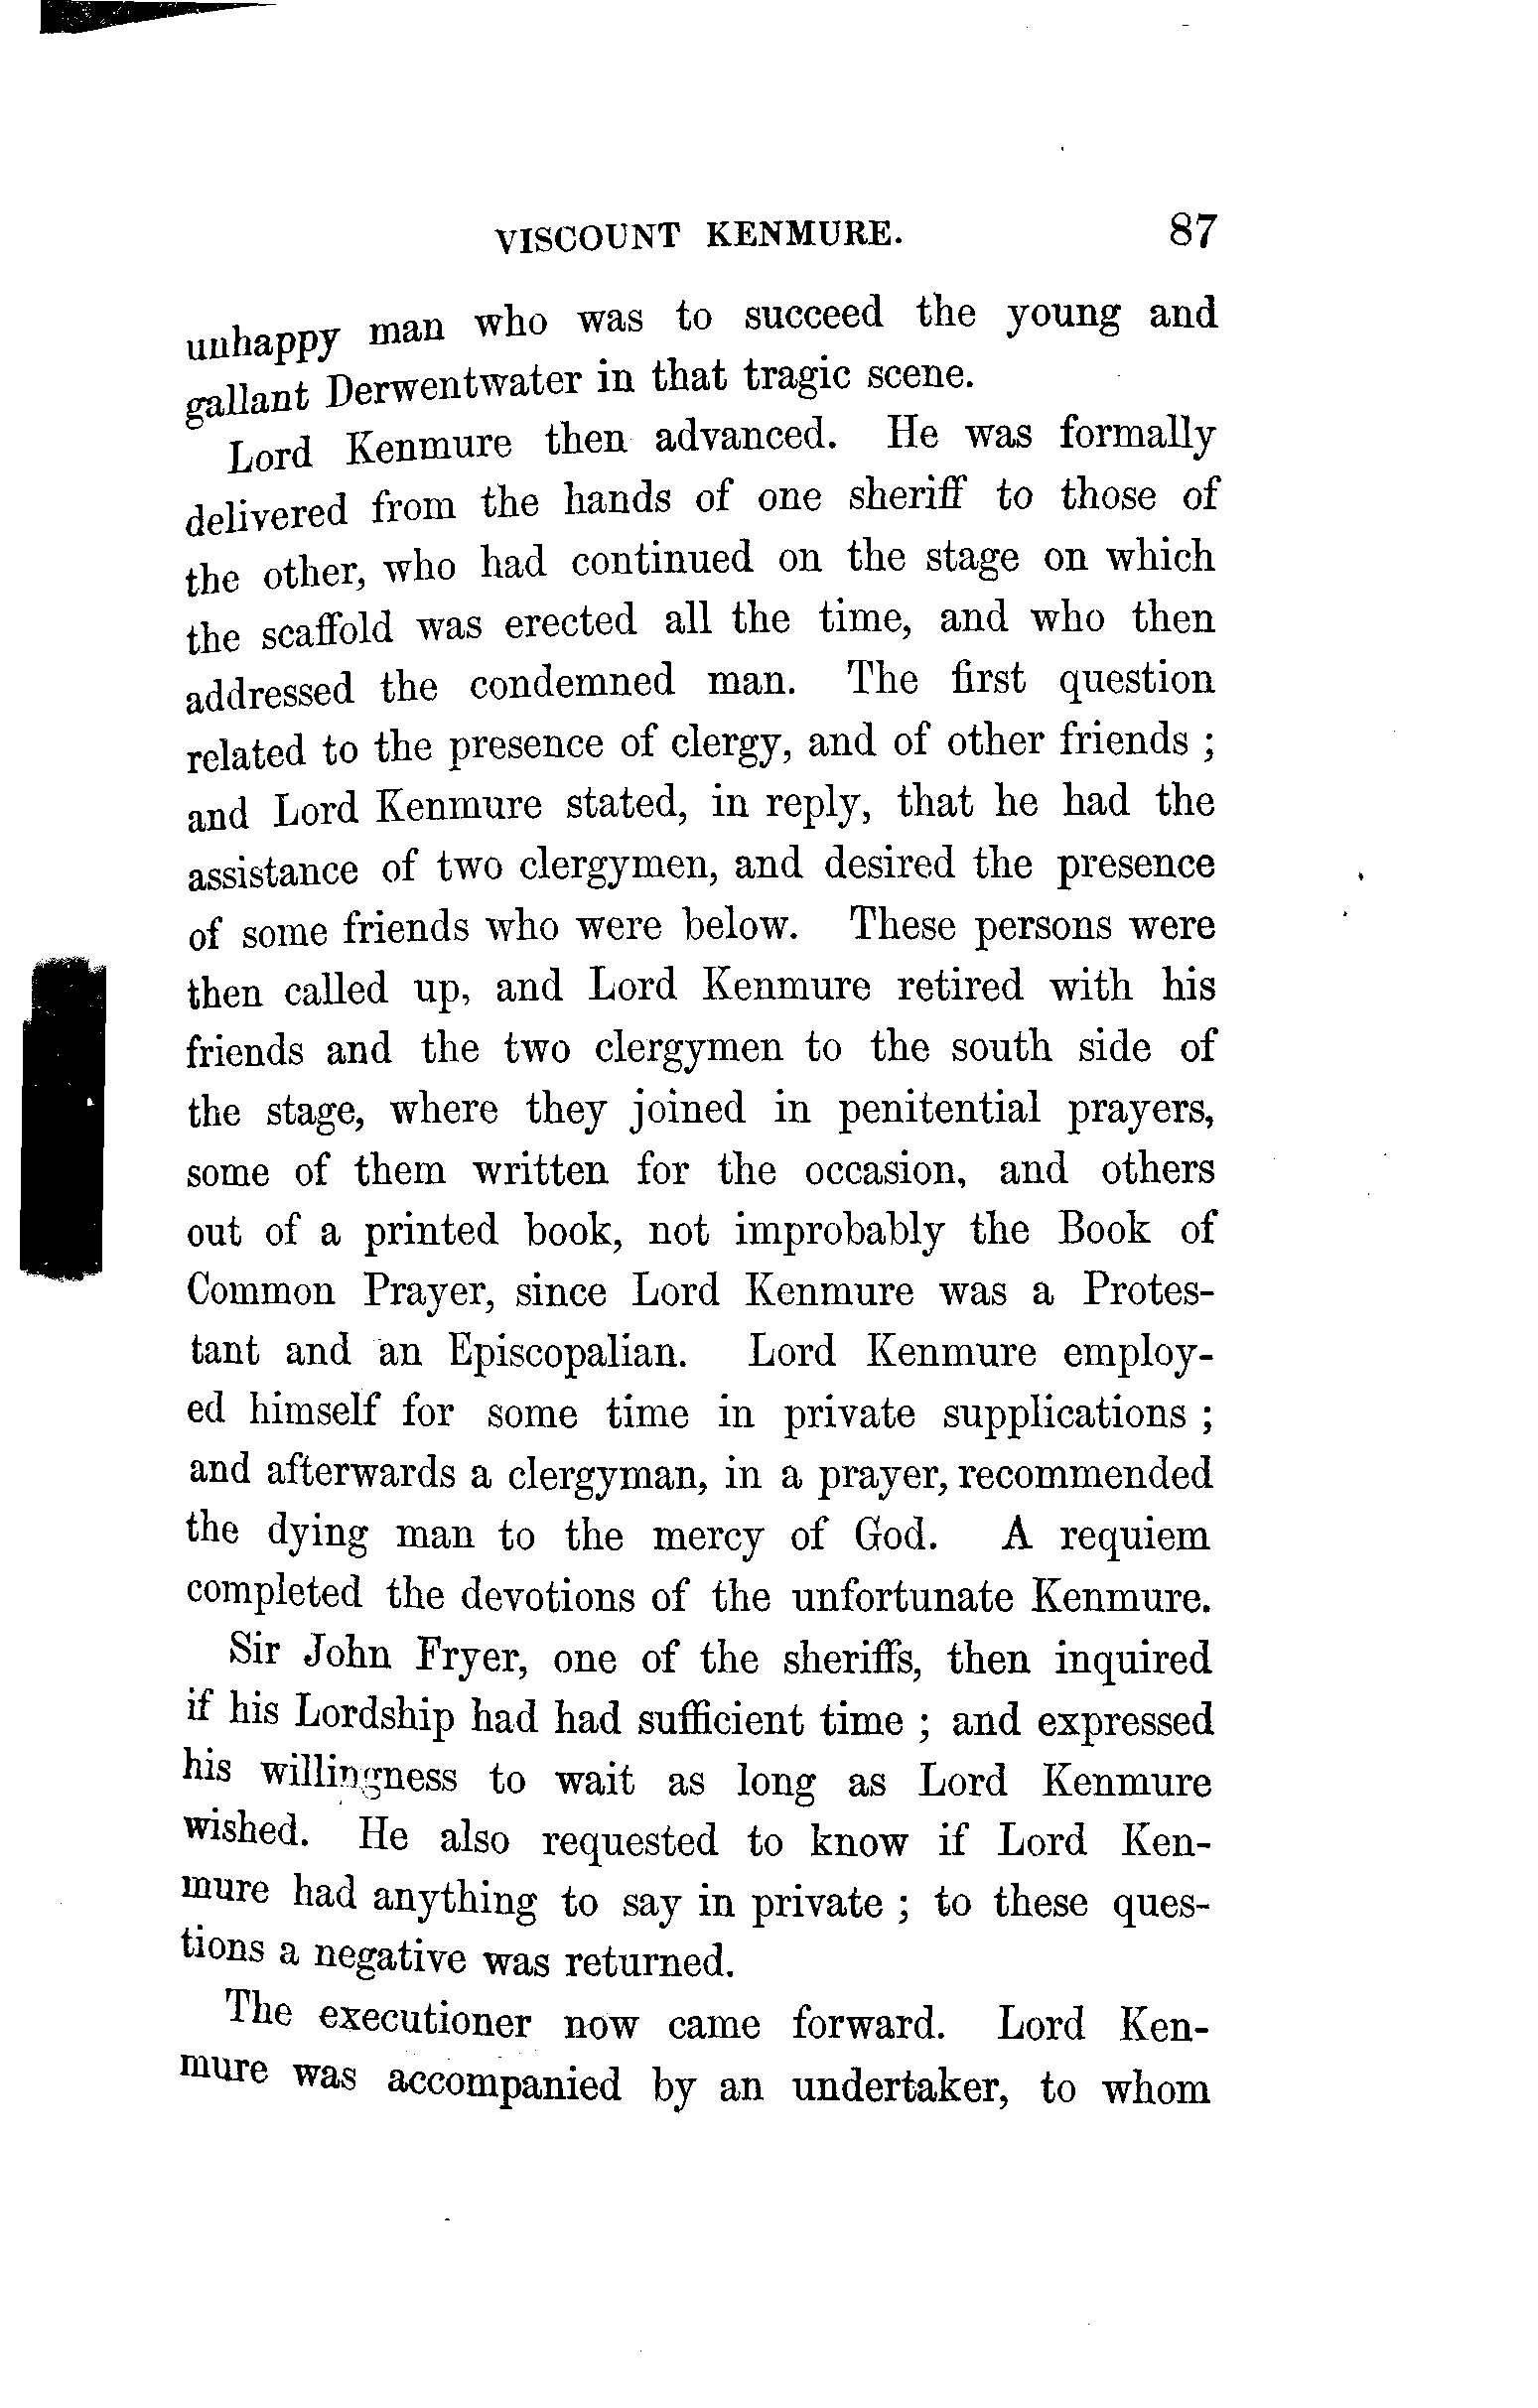 VISCOUNT KENMURE. 87
unhappy man who was to succeed the young and
gallant Derwentwater in that tragic scene.
Lord Kenmure then advanced. He was formally
delivered from the hands of one sheriff to those of
the other, who had continued on the stage on which
the scaffold was erected all the time, and who then
addressed the condemned man. The first question
related to the presence of clergy, and of other friends ;
and Lord Kenmure stated, in reply, that he had the
assistance of two clergymen, and desired the presence
of some friends who were below. These persons were
then called up, and Lord Kenmure retired with his
friends and the two clergymen to the south side of
the stage, where they joined in penitential prayers,
some of them written for the occasion, and others
out of a printed book, not improbably the Book of
Common Prayer, since Lord Kenmure was a Protes-
tant and an Episcopalian. Lord Kenmure employ-
ed himself for some time in private supplications ;
and afterwards a clergyman, in a prayer, recommended
the dying man to the mercy of God. A requiem
completed the devotions of the unfortunate Kenmure.
Sir John Fryer, one of the sheriffs, then inquired
if his Lordship had had sufficient time ; and expressed
his willingness to wait as long as Lord Kenmure
wished. He also requested to know if Lord Ken-
mure had anything to say in private ; to these ques-
tions a negative was returned.
The executioner now came forward. Lord Ken-
mure was accompanied by an undertaker, to whom